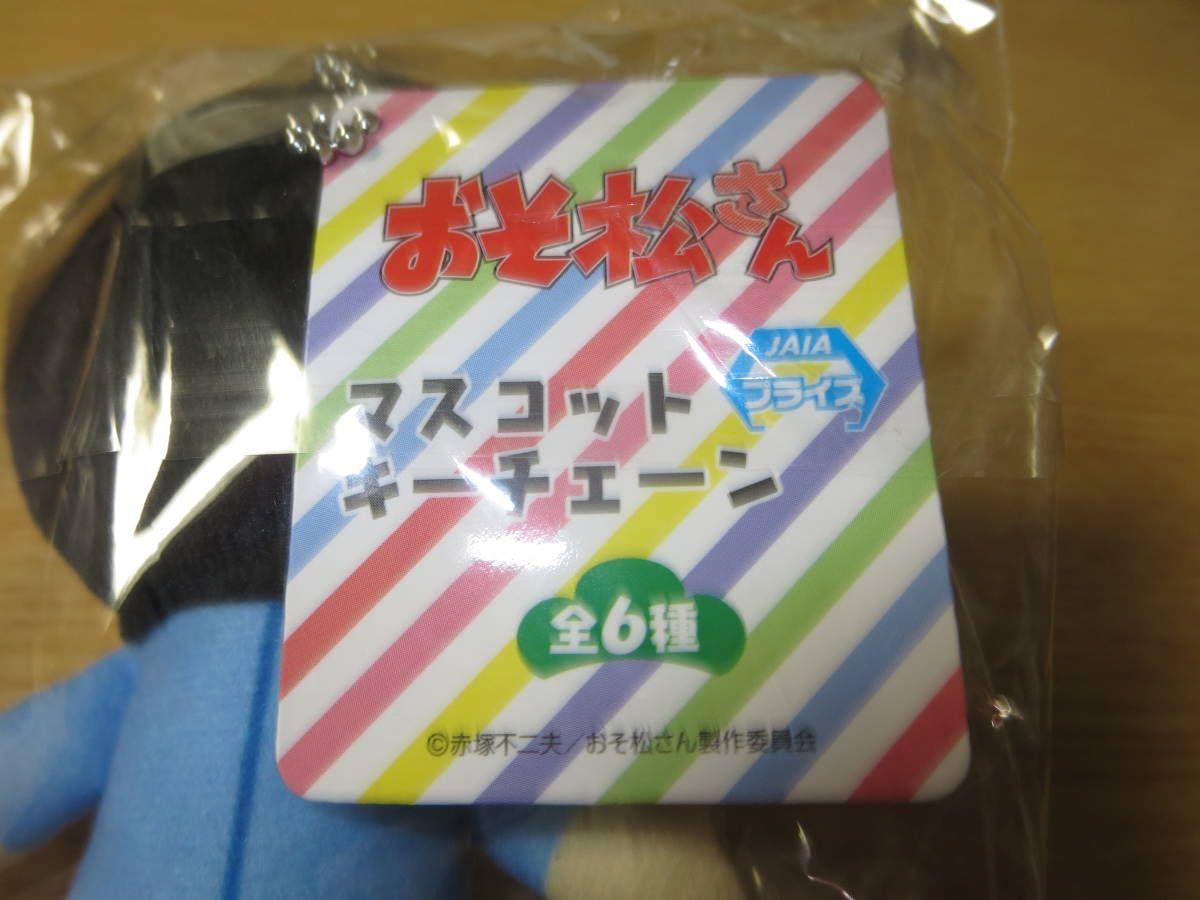 おそ松さん
JAIA
プライズ
マスコット
キーチェーン
全6種
©赤塚不二夫／おそ松さん製作委員会